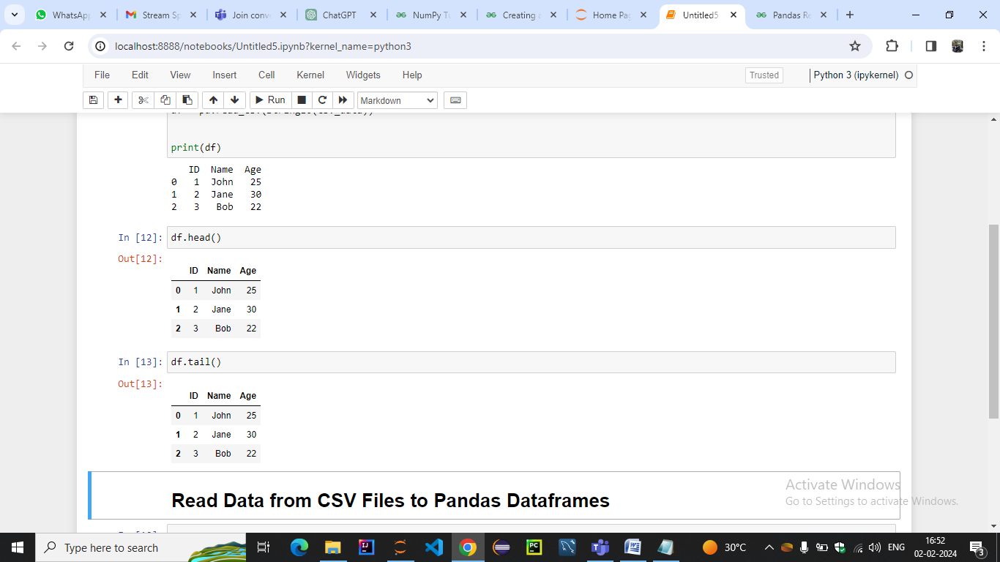 WhatsApp Gmail Stream Sp Join conv ChatGPT NumPy Tu Creating a Home Pag Untitled5 Pandas Re
localhost:8888/notebooks/Untitled5.ipynb?kernel_name=python3
File Edit View Insert Cell Kernel Widgets Help Trusted Python 3 (ipykernel)
Run Markdown
print(df)
ID Name Age
0 1 John 25
1 2 Jane 30
2 3 Bob 22
In [12]: df.head()
Out[12]:
ID Name Age
0 1 John 25
1 2 Jane 30
2 3 Bob 22
In [13]: df.tail()
Out[13]:
ID Name Age
0 1 John 25
1 2 Jane 30
2 3 Bob 22
Read Data from CSV Files to Pandas Dataframes
Activate Windows
Go to Settings to activate Windows.
Type here to search 30°C ENG 16:52
02-02-2024 3